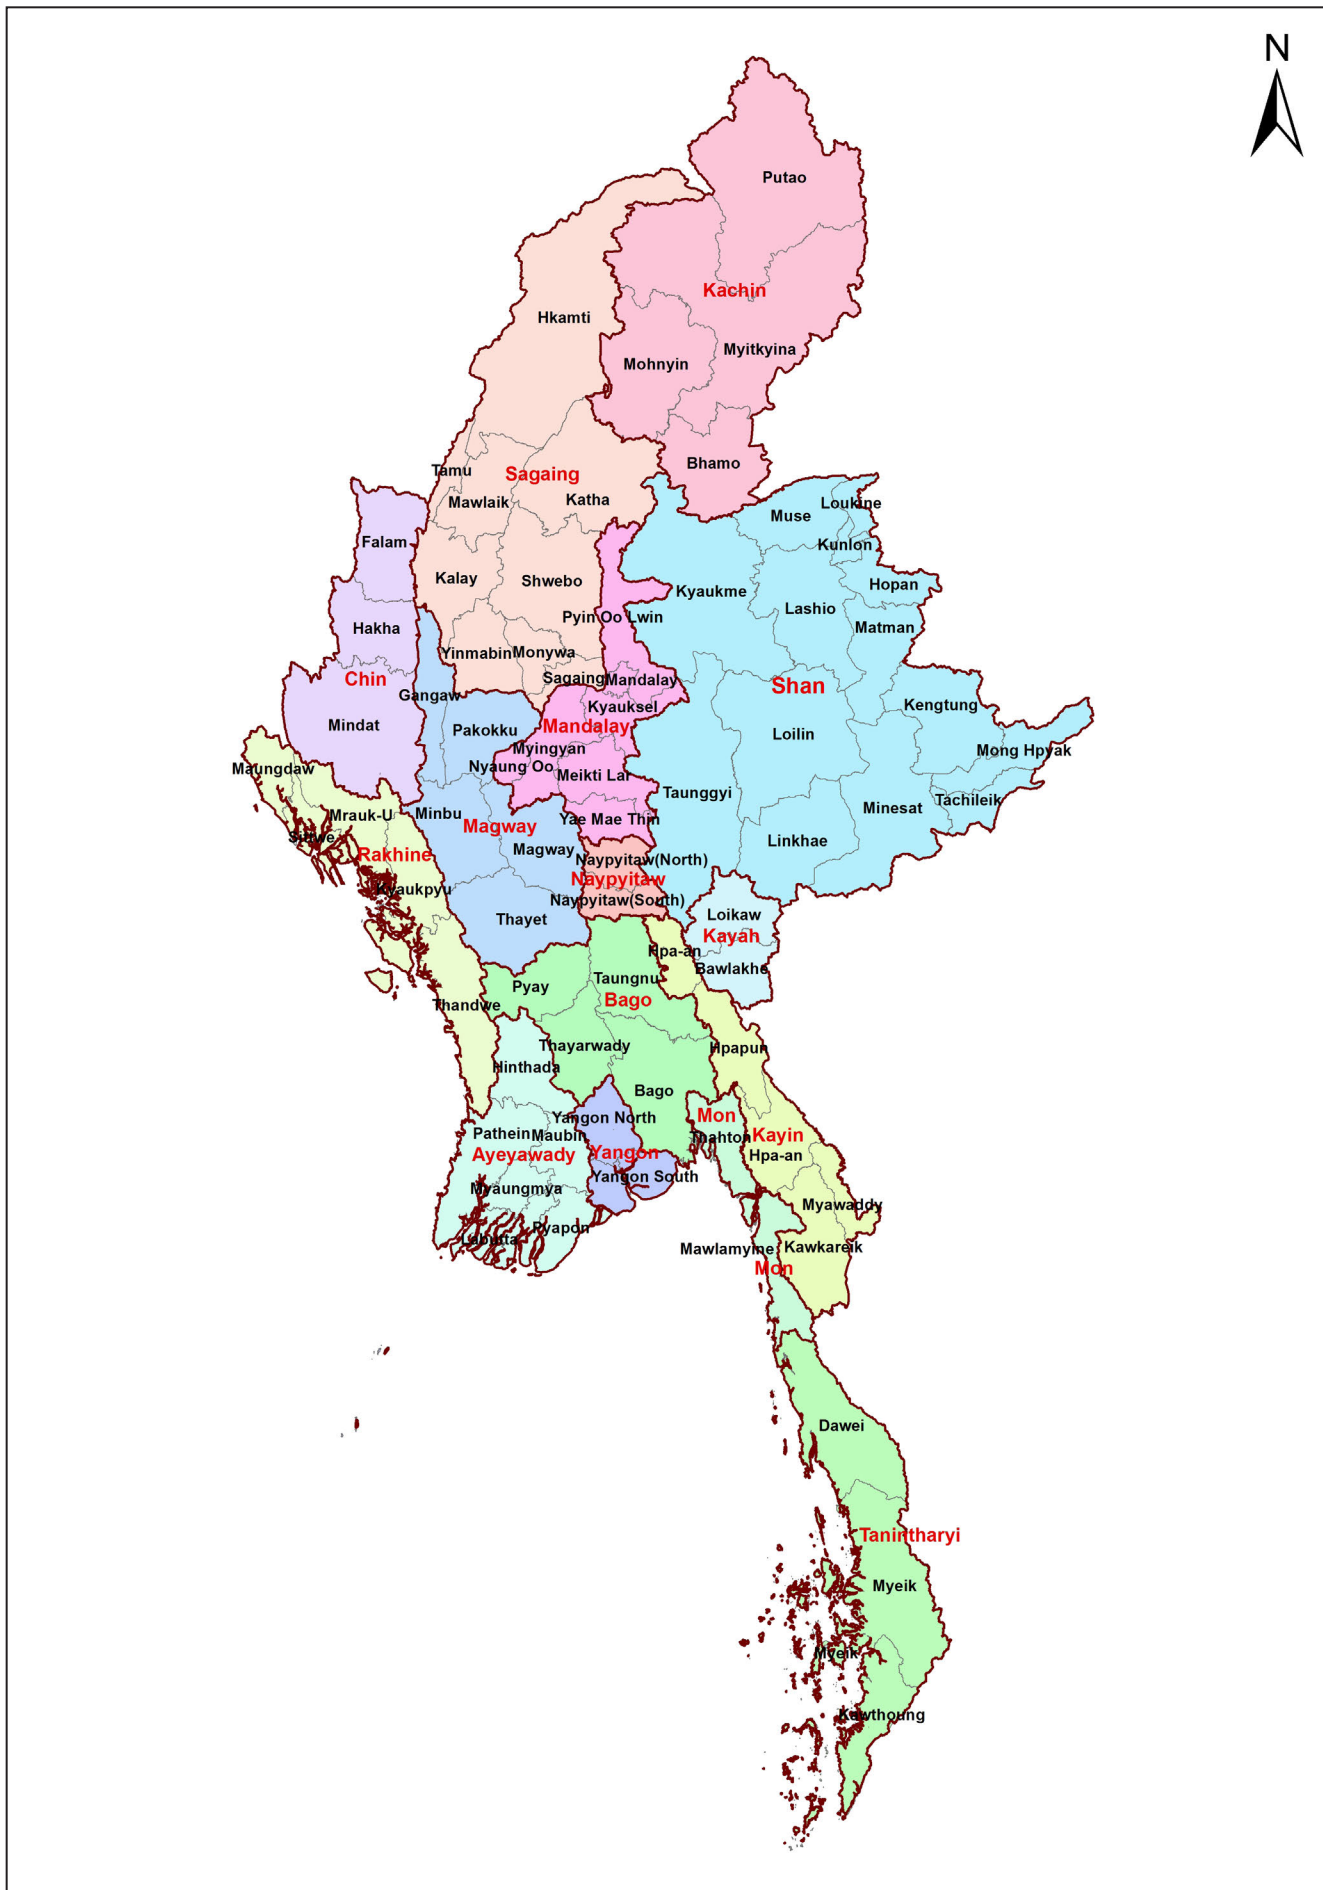 N
Putao
Kachin
Hkamti
Myitkyina
Mohnyin
Bhamo
Tamu
Sagaing
Mawlaik
Katha
Loukine
Muse
Falam
Kunlon
Kalay
Shwebo
Hopan
Kyaukme
Lashio
Pyin Oo Lwin
Hakha
Matman
Yinmabin
Monywa
Chin
Sagaing
Mandalay
Shan
Gangaw
Kyauksel
Kengtung
Mindat
Pakokku
Mandalay
Loilin
Myingyan
Mong Hpyak
Maungdaw
Nyaung Oo
Meikti Lar
Taunggyi
Tachileik
Minesat
Mrauk-U
Minbu
Yae Mae Thin
Magway
Sittwe
Linkhae
Rakhine
Magway
Naypyitaw(North)
Naypyitaw
Kyaukpyu
Naypyitaw(South)
Thayet
Loikaw
Kayah
Hpa-an
Bawlakhe
Taungnu
Pyay
Bago
Thandwe
Thayarwady
Hpapun
Hinthada
Bago
Yangon North
Mon
Pathein
Maubin
Thahton
Kayin
Ayeyawady
Yangon
Hpa-an
Yangon South
Myaungmya
Myawaddy
Pyapon
Labutta
Mawlamyine
Kawkareik
Mon
Dawei
Tanintharyi
Myeik
Myeik
Kawthoung